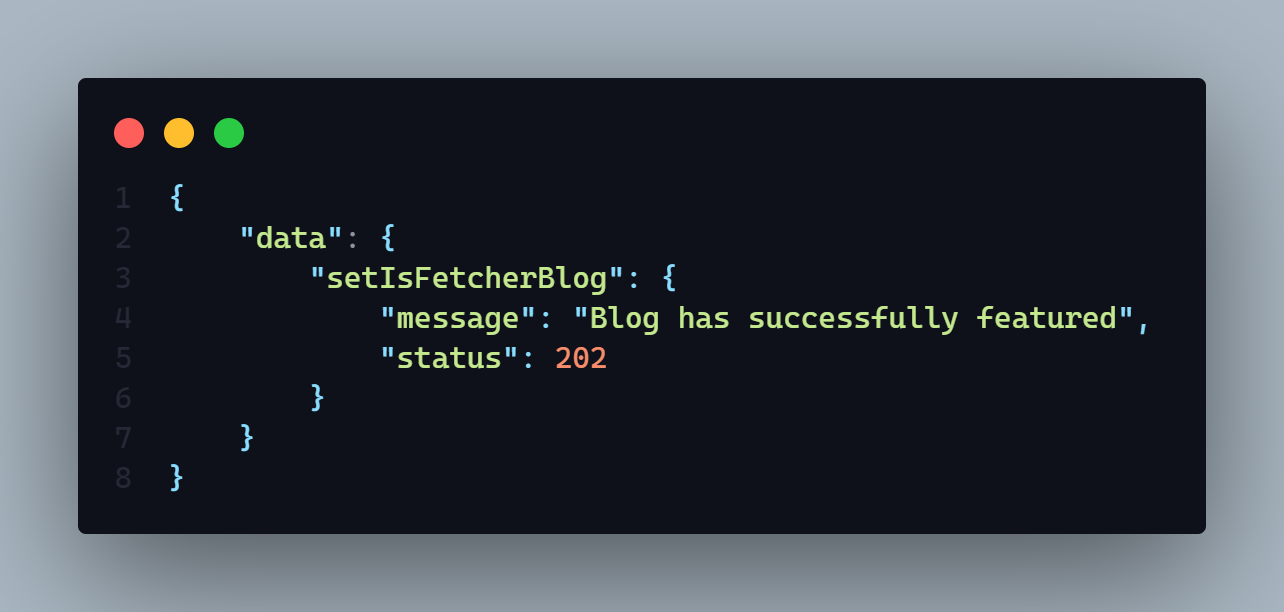 1 {
2     "data": {
3         "setIsFetcherBlog": {
4             "message": "Blog has successfully featured",
5             "status": 202
6         }
7     }
8 }